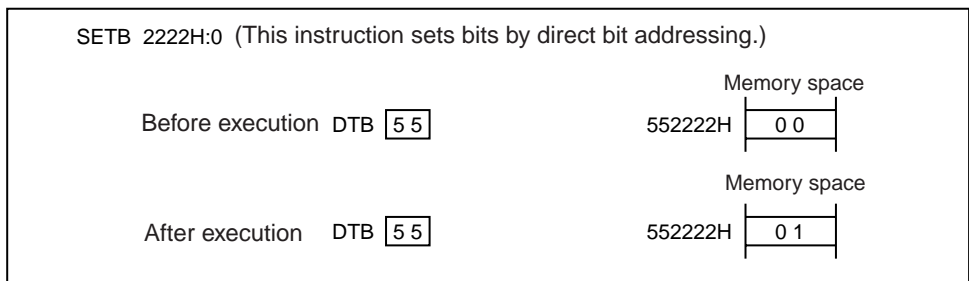 SETB 2222H:0 (This instruction sets bits by direct bit addressing.)
Memory space
Before execution DTB 5 5 552222H 0 0
Memory space
After execution DTB 5 5 552222H 0 1